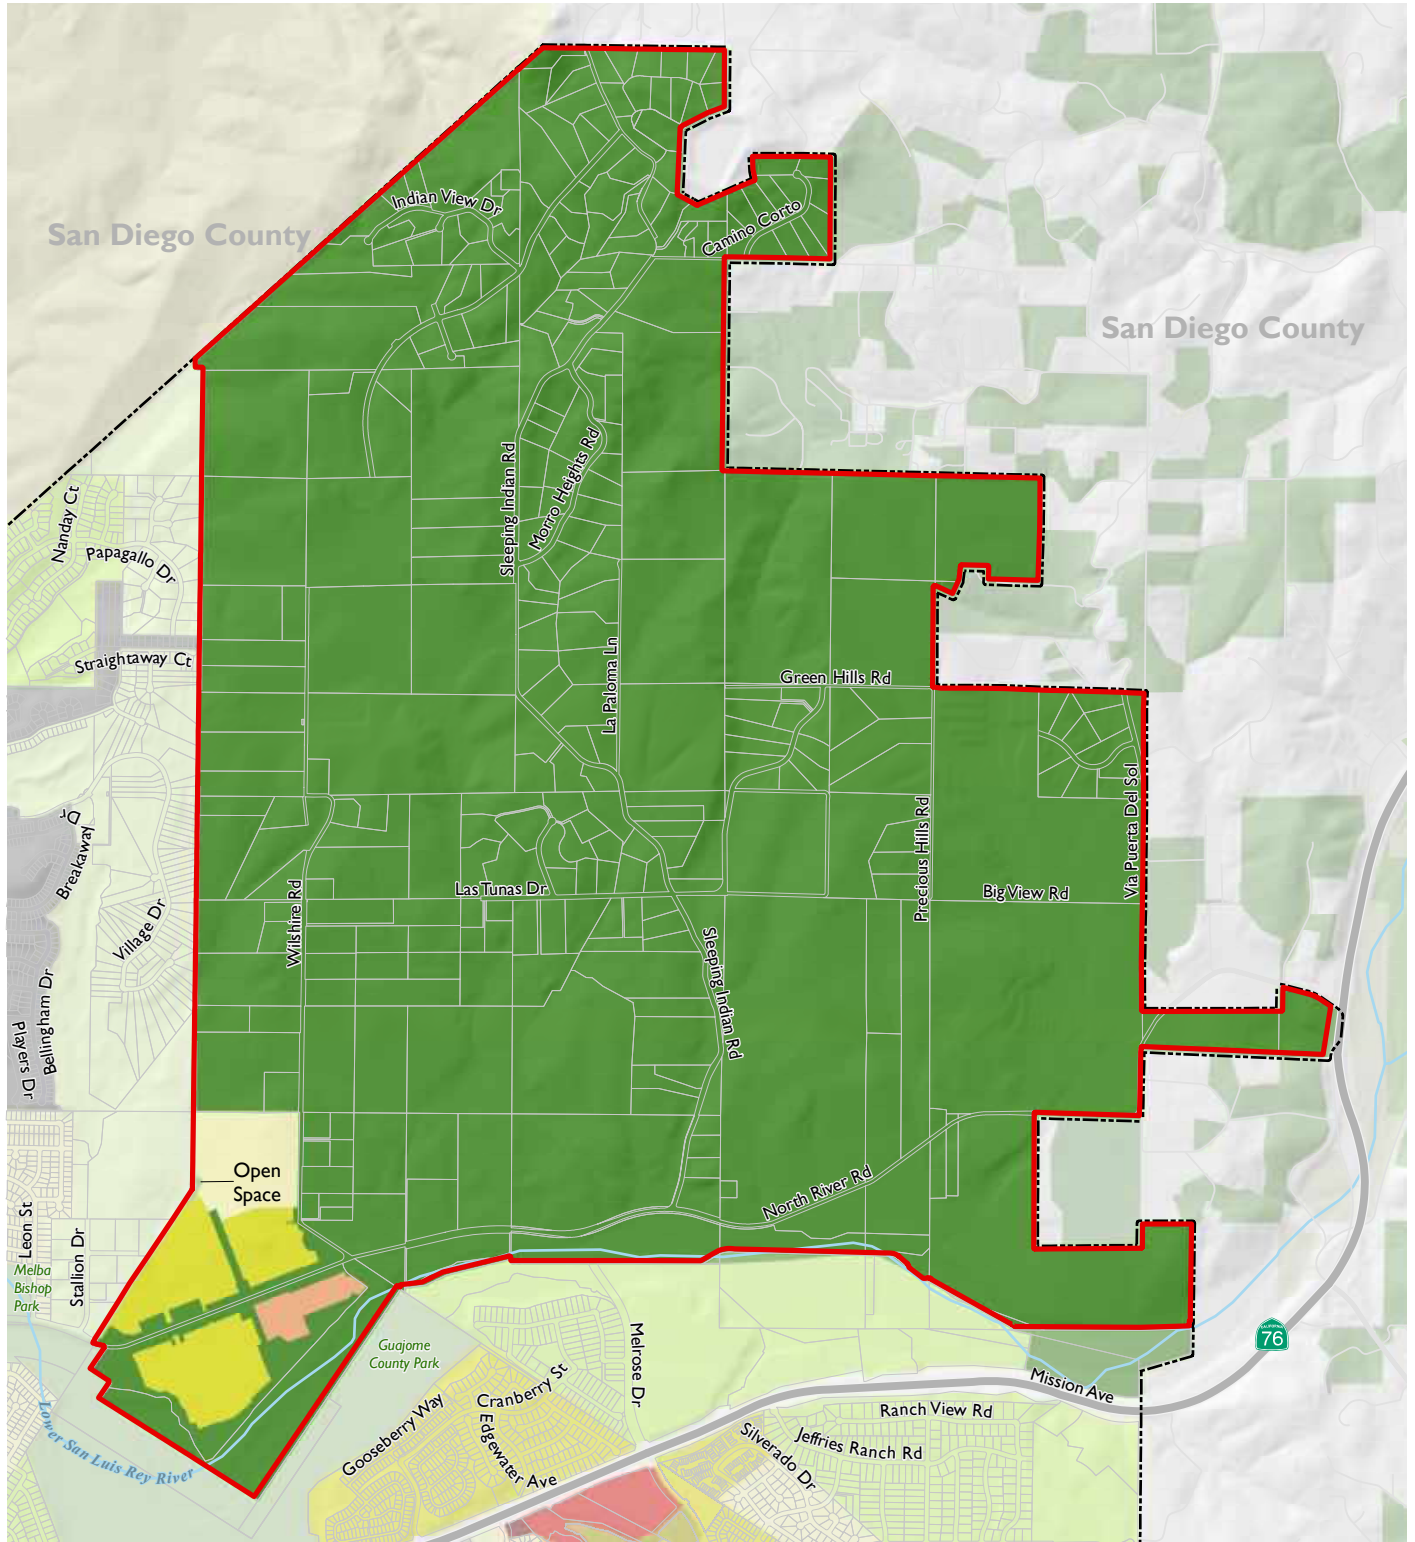 Indian View Dr
Camino Corto
San Diego County
San Diego County
Sleeping Indian Rd
Morro Heights Rd
Nanday Ct
Papagallo Dr
Straightaway Ct
La Paloma Ln
Green Hills Rd
Via Puerta Del Sol
Precious Hills Rd
Breakaway
Dr
Las Tunas Dr
Big View Rd
Wilshire Rd
Village Dr
Sleeping Indian Rd
Bellingham Dr
Players Dr
Open
Space
North River Rd
Leon St
Stallion Dr
Melba
Bishop
Park
Guajome
County Park
Melrose Dr
CALIFORNIA
76
Mission Ave
Cranberry St
Gooseberry Way
Edgewater Ave
Ranch View Rd
Jeffries Ranch Rd
Silverado Dr
Lower San Luis Rey River